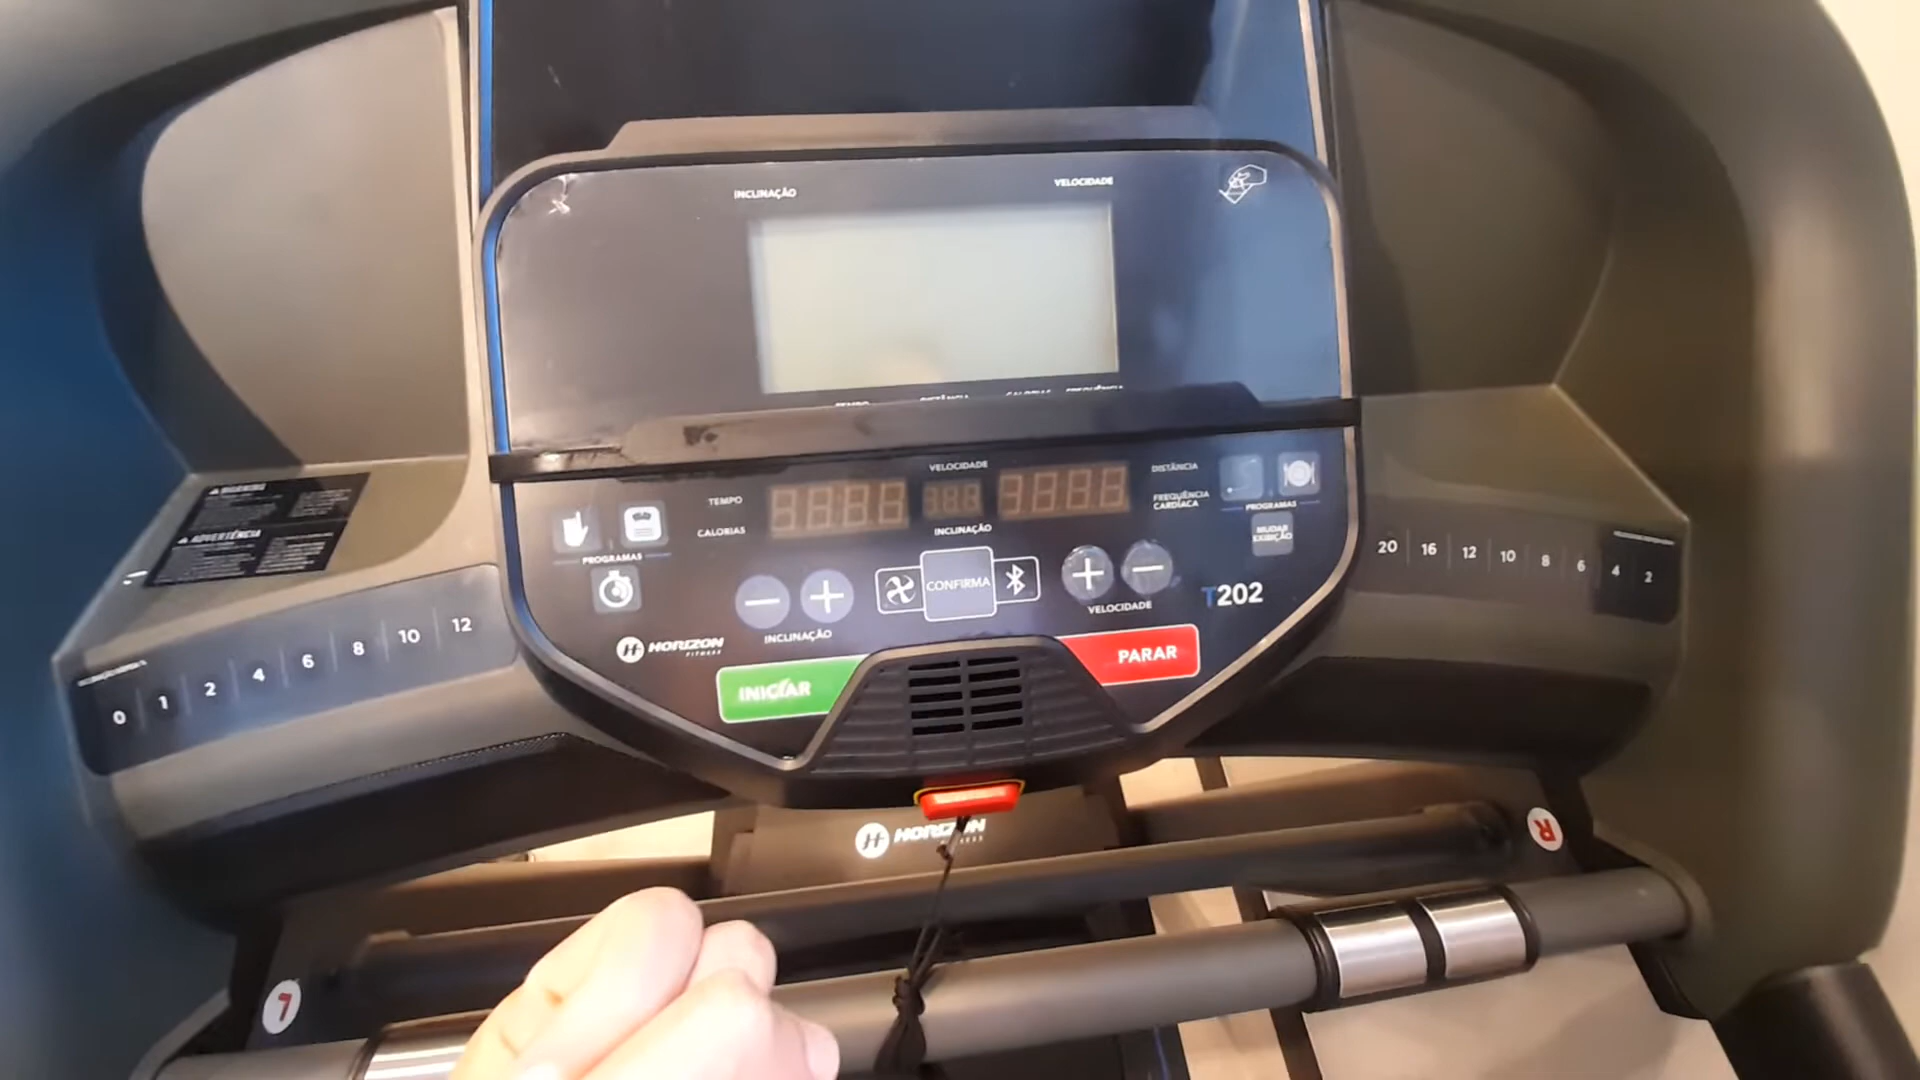 INCLINAÇÃO
VELOCIDADE
VELOCIDADE
TEMPO
DISTÂNCIA
CALORIAS
FREQUÊNCIA
CARDÍACA
INCLINAÇÃO
PROGRAMAS
PROGRAMAS
MUDAR
EXIBIÇÃO
CONFIRMA
INCLINAÇÃO
VELOCIDADE
T202
HORIZON
FITNESS
INICIAR
PARAR
WARNING
ADVERTÊNCIA
0 1 2 4 6 8 10 12
20 16 12 10 8 6 4 2
HORIZON
L
R